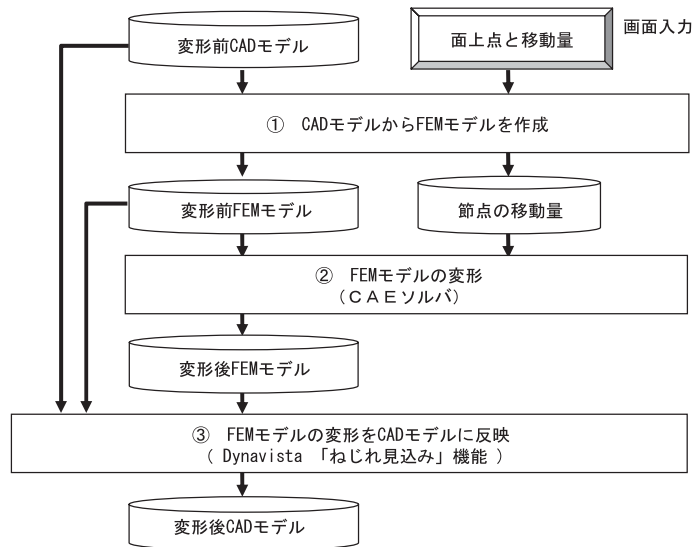 変形前CADモデル
面上点と移動量
画面入力
① CADモデルからFEMモデルを作成
変形前FEMモデル
節点の移動量
② FEMモデルの変形
（ＣＡＥソルバ）
変形後FEMモデル
③ FEMモデルの変形をCADモデルに反映
（ Dynavista 「ねじれ見込み」機能 ）
変形後CADモデル